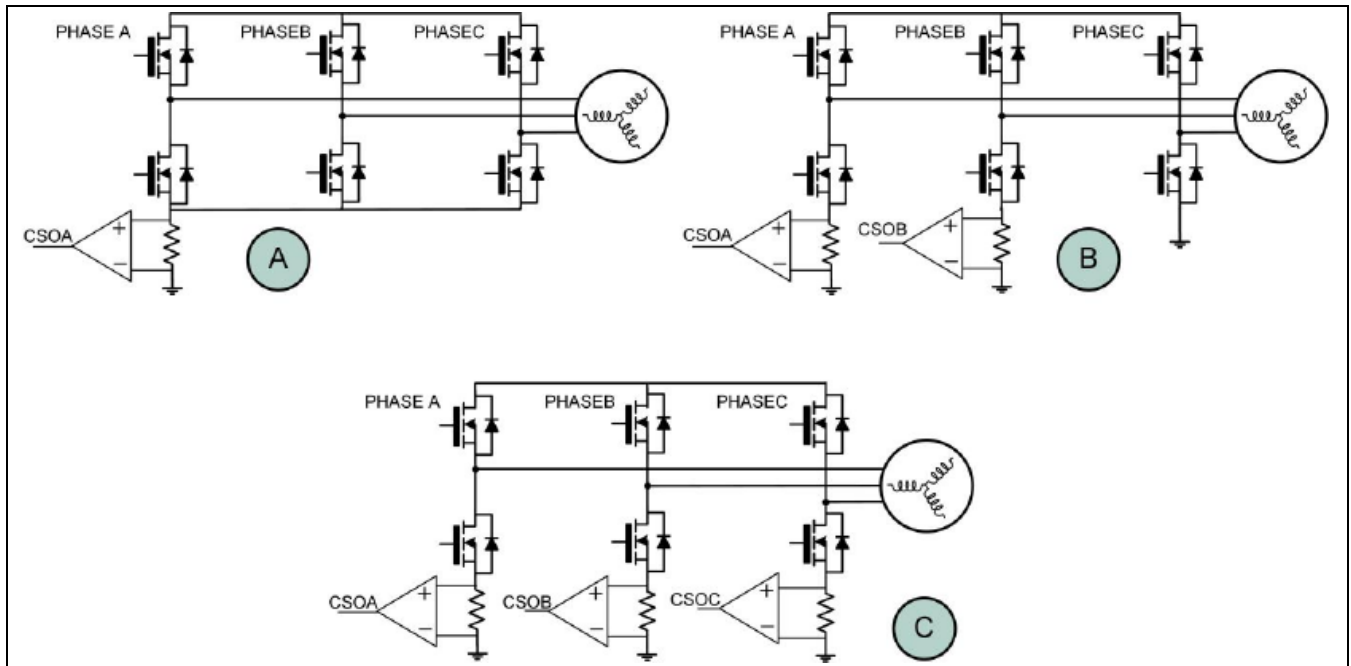 PHASE A PHASEB PHASEC
CSOA
+
−
A
PHASE A PHASEB PHASEC
CSOA
+
−
CSOB
+
−
B
PHASE A PHASEB PHASEC
CSOA
+
−
CSOB
+
−
CSOC
+
−
C